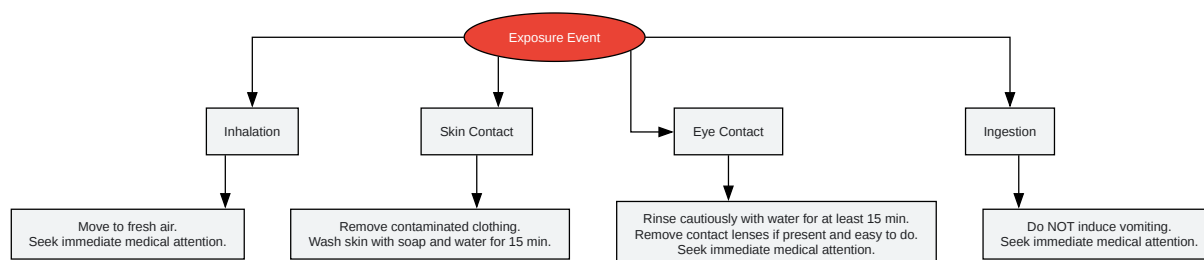 Exposure Event
Inhalation
Skin Contact
Eye Contact
Ingestion
Move to fresh air.
Seek immediate medical attention.
Remove contaminated clothing.
Wash skin with soap and water for 15 min.
Rinse cautiously with water for at least 15 min.
Remove contact lenses if present and easy to do.
Seek immediate medical attention.
Do NOT induce vomiting.
Seek immediate medical attention.